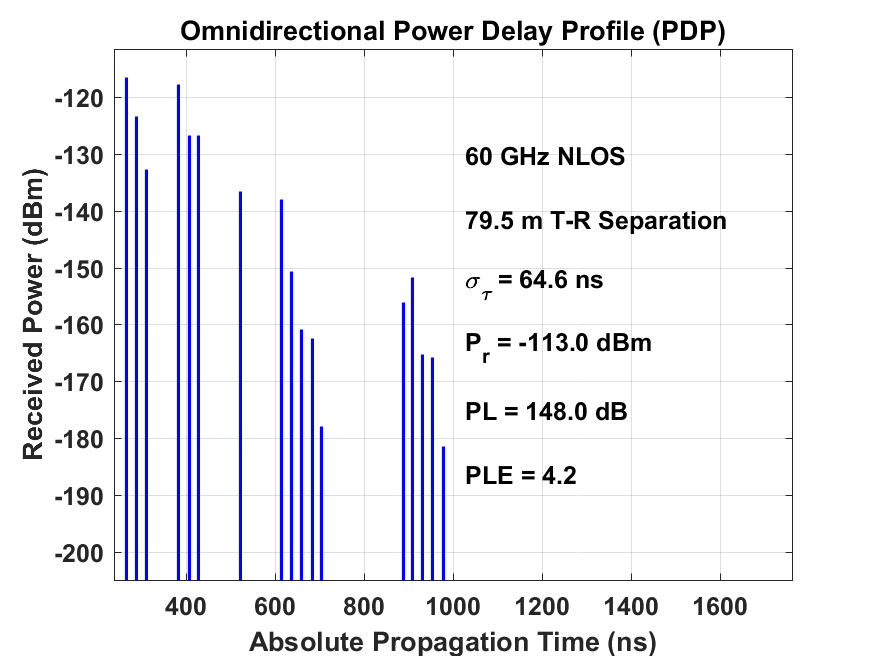 Omnidirectional Power Delay Profile (PDP)
Received Power (dBm)
-120
-130
-140
-150
-160
-170
-180
-190
-200
60 GHz NLOS
79.5 m T-R Separation
στ = 64.6 ns
Pr = -113.0 dBm
PL = 148.0 dB
PLE = 4.2
400 600 800 1000 1200 1400 1600
Absolute Propagation Time (ns)